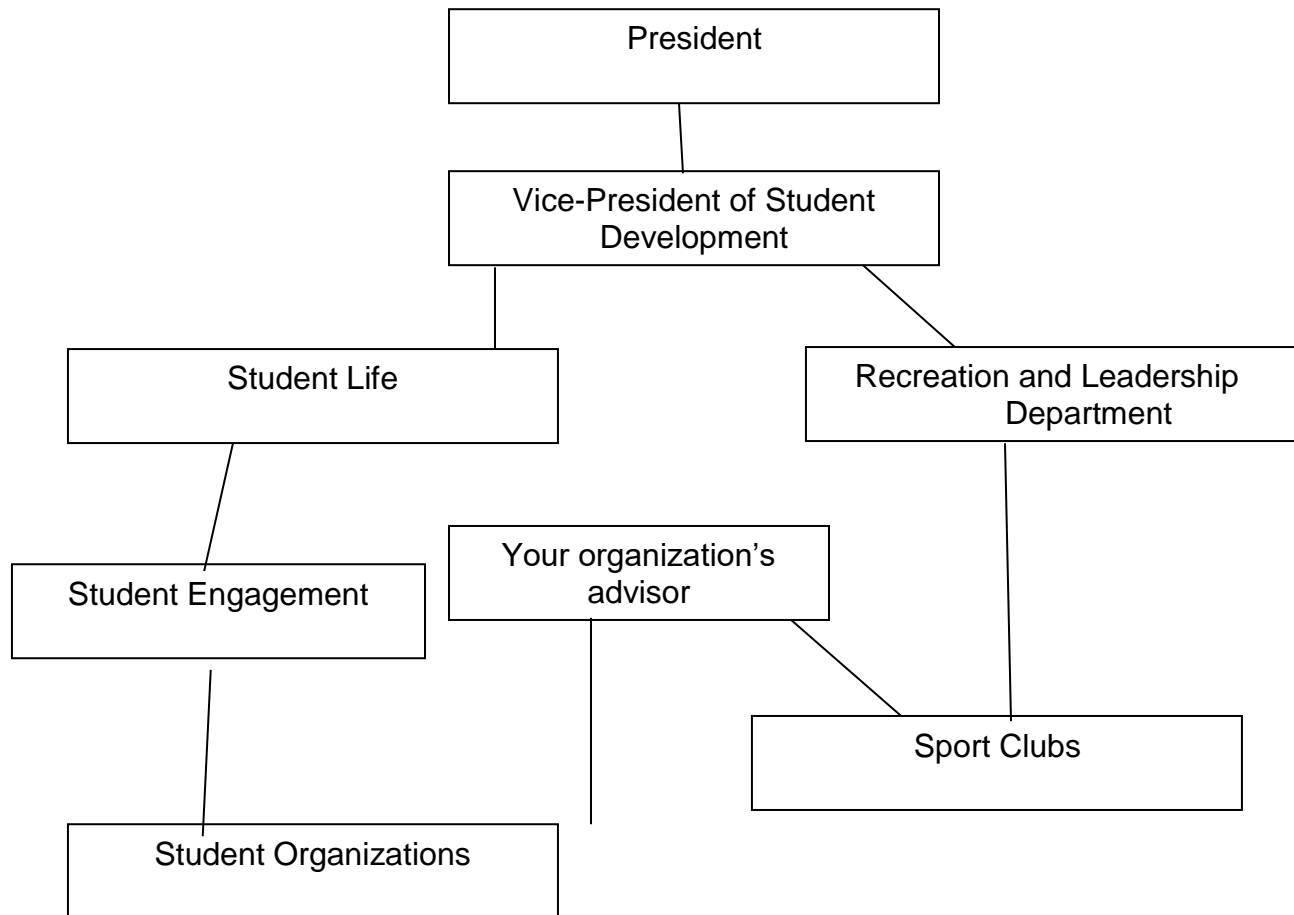 President
Vice-President of Student
Development
Student Life
Recreation and Leadership
Department
Your organization’s
advisor
Student Engagement
Sport Clubs
Student Organizations